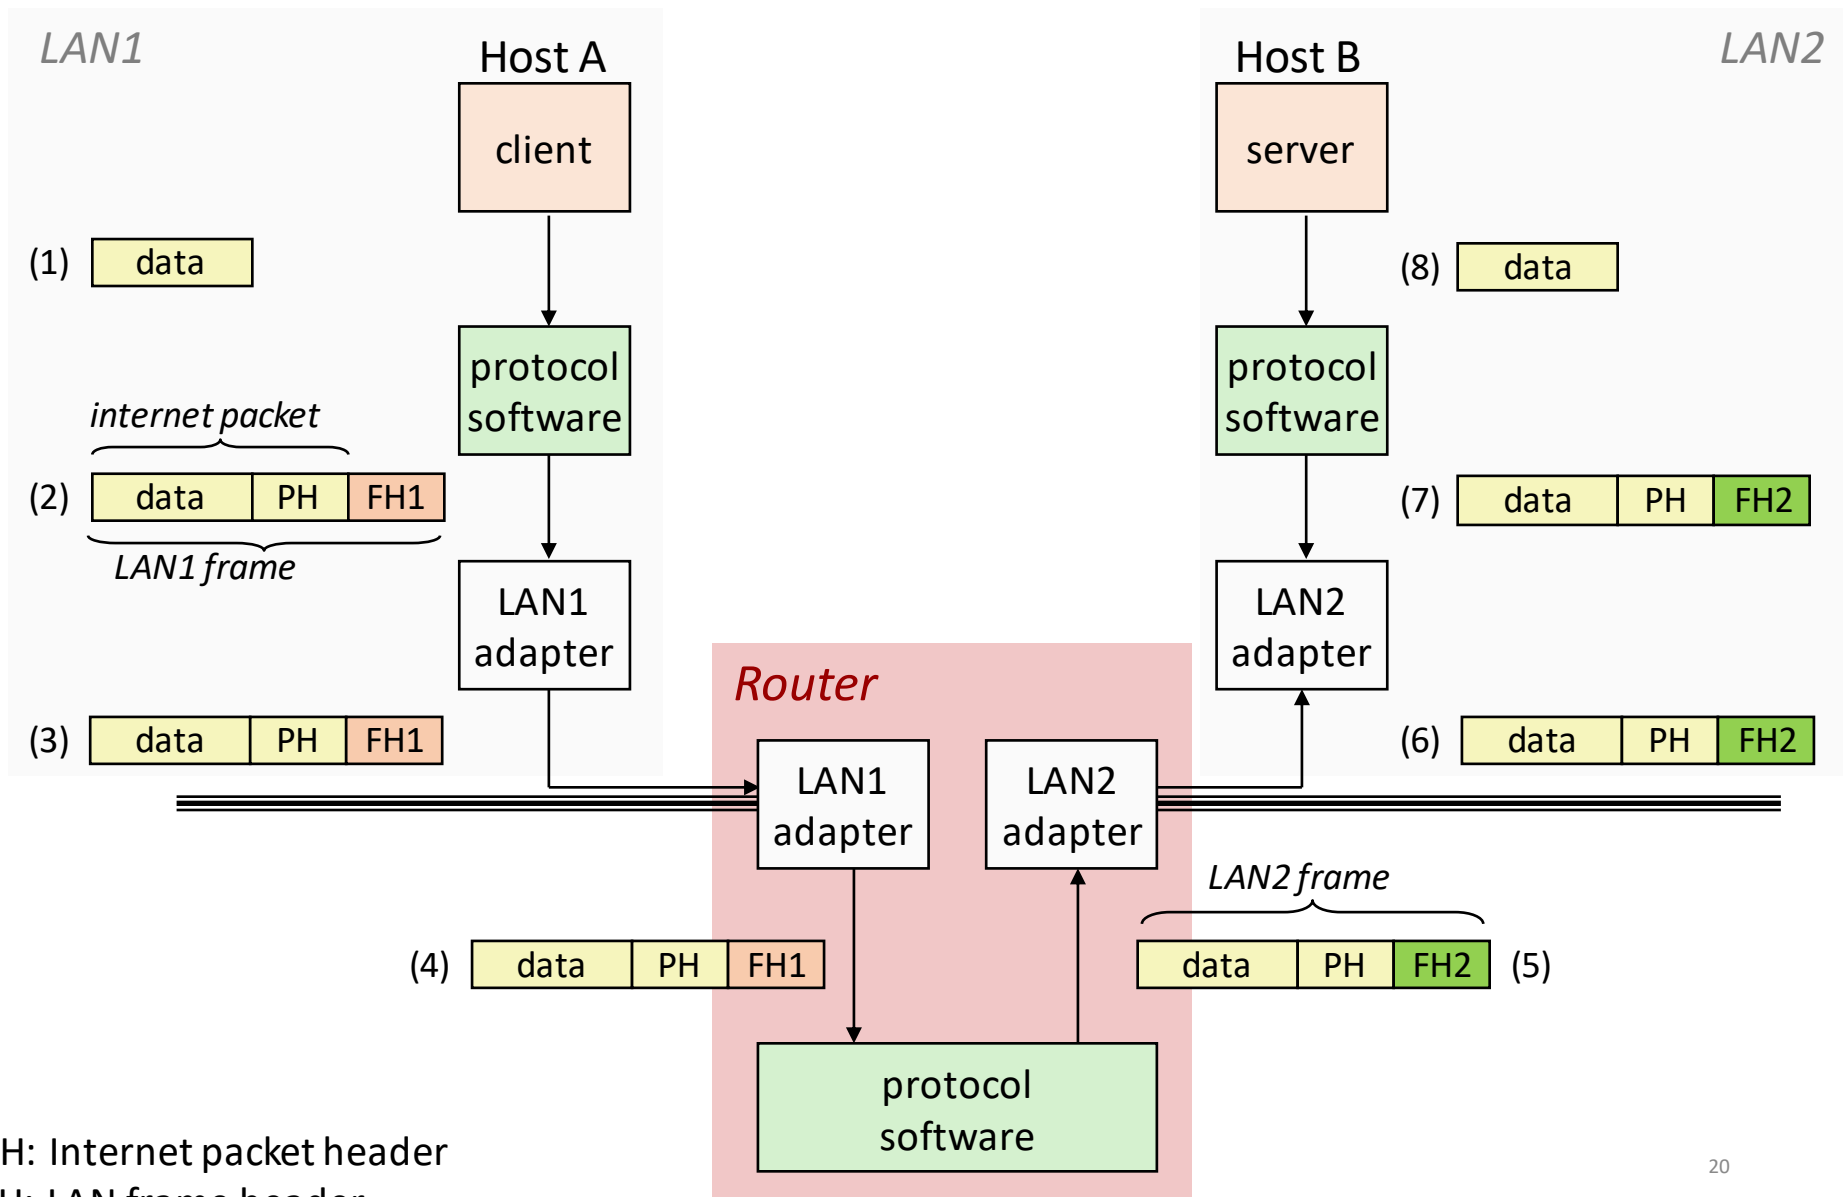 LAN1
Host A
Host B
LAN2
client
server
(1) data
(8) data
protocol
software
protocol
software
internet packet
(2) data PH FH1
LAN1 frame
(7) data PH FH2
LAN1
adapter
LAN2
adapter
Router
(3) data PH FH1
(6) data PH FH2
LAN1
adapter
LAN2
adapter
LAN2 frame
(4) data PH FH1
data PH FH2 (5)
protocol
software
H: Internet packet header
H: LAN frame header
20